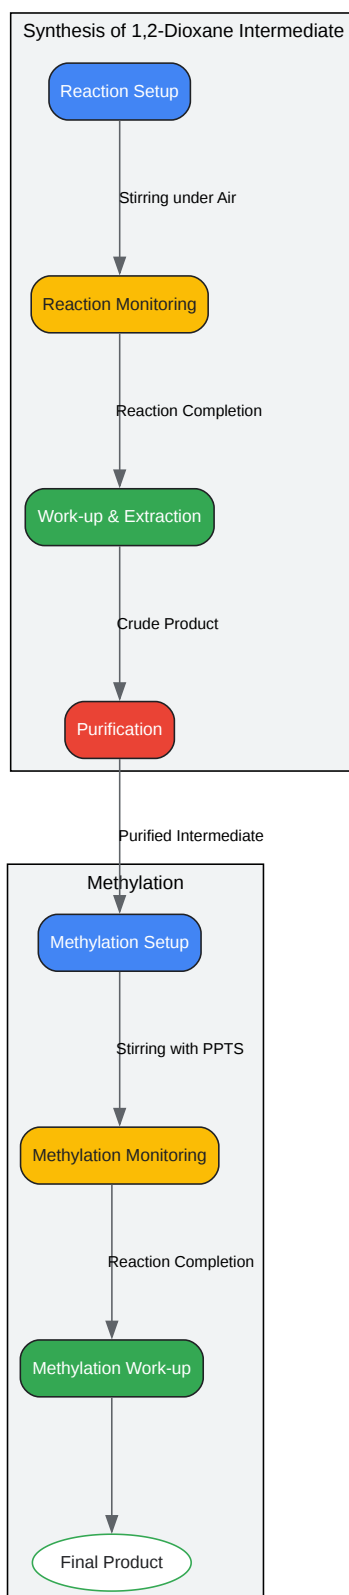 Synthesis of 1,2-Dioxane Intermediate
Reaction Setup
Stirring under Air
Reaction Monitoring
Reaction Completion
Work-up & Extraction
Crude Product
Purification
Purified Intermediate
Methylation
Methylation Setup
Stirring with PPTS
Methylation Monitoring
Reaction Completion
Methylation Work-up
Final Product